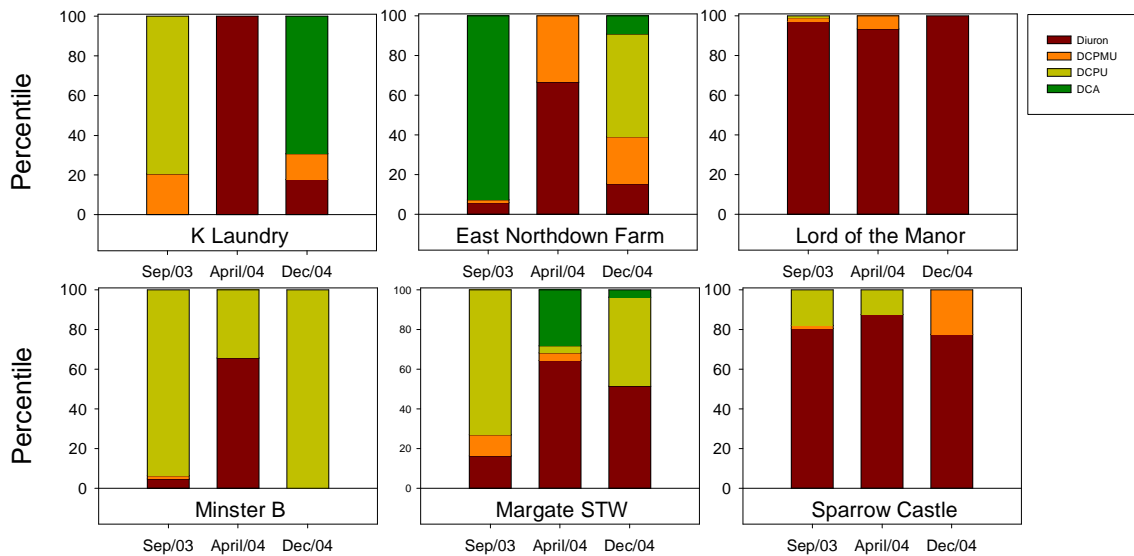 Percentile
100
80
60
40
20
0
K Laundry
Sep/03 April/04 Dec/04
100
80
60
40
20
0
East Northdown Farm
Sep/03 April/04 Dec/04
100
80
60
40
20
0
Lord of the Manor
Sep/03 April/04 Dec/04
Diuron
DCPMU
DCPU
DCA
Percentile
100
80
60
40
20
0
Minster B
Sep/03 April/04 Dec/04
100
80
60
40
20
0
Margate STW
Sep/03 April/04 Dec/04
100
80
60
40
20
0
Sparrow Castle
Sep/03 April/04 Dec/04